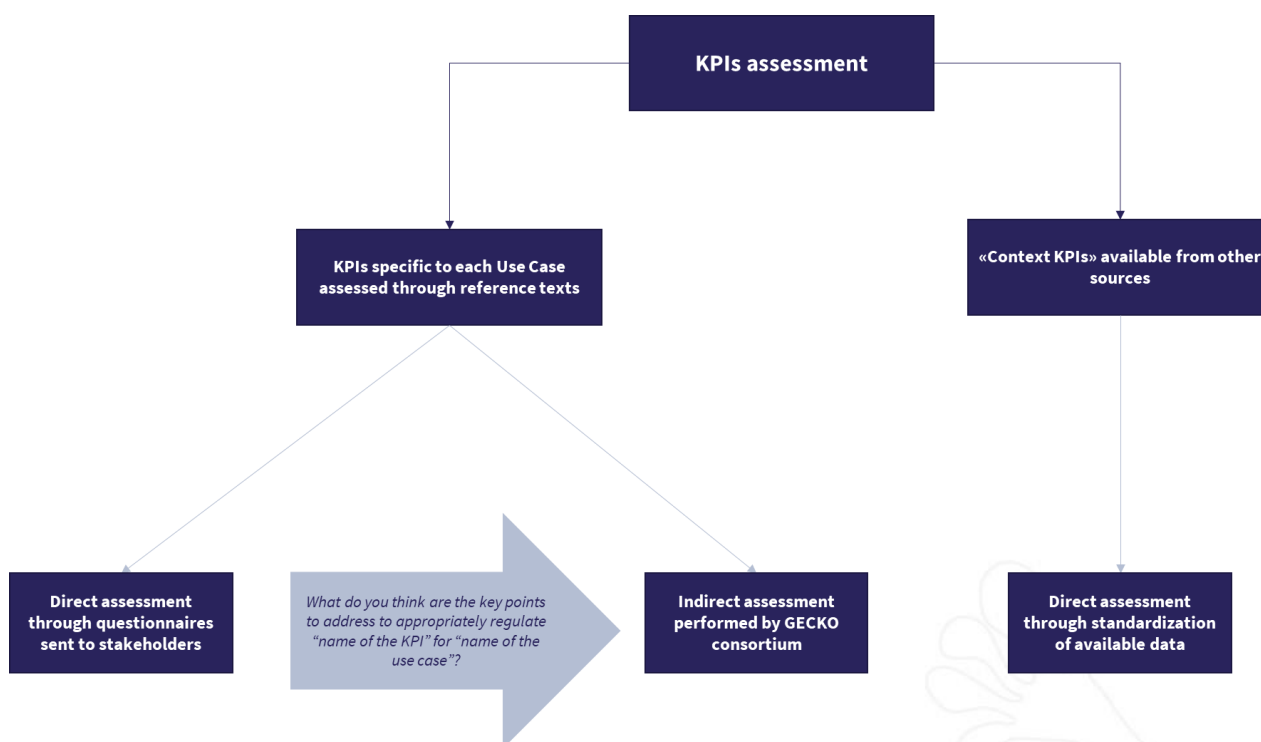 KPIs assessment
KPIs specific to each Use Case
assessed through reference texts
«Context KPIs» available from other
sources
Direct assessment
through questionnaires
sent to stakeholders
What do you think are the key points
to address to appropriately regulate
“name of the KPI” for “name of the
use case”?
Indirect assessment
performed by GECKO
consortium
Direct assessment
through standardization
of available data